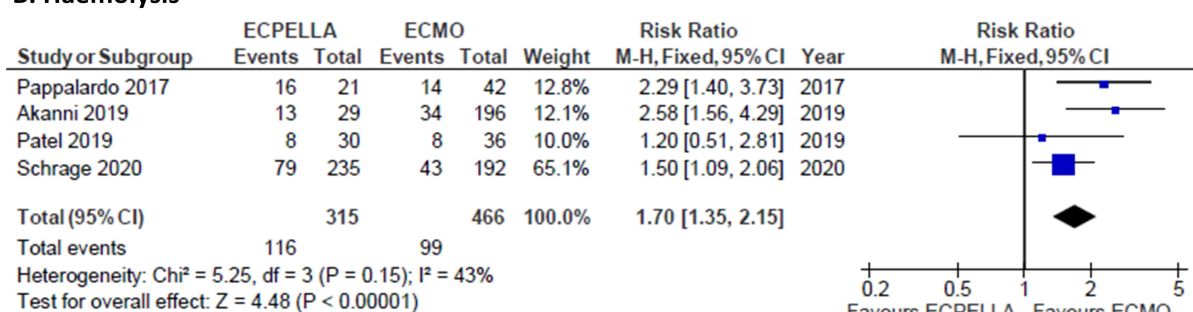 B. Haemolysis
ECPELLA ECMO Risk Ratio Risk Ratio
Study or Subgroup Events Total Events Total Weight M-H, Fixed, 95% CI Year M-H, Fixed, 95% CI
Pappalardo 2017 16 21 14 42 12.8% 2.29 [1.40, 3.73] 2017
Akanni 2019 13 29 34 196 12.1% 2.58 [1.56, 4.29] 2019
Patel 2019 8 30 8 36 10.0% 1.20 [0.51, 2.81] 2019
Schrage 2020 79 235 43 192 65.1% 1.50 [1.09, 2.06] 2020
Total (95% CI) 315 466 100.0% 1.70 [1.35, 2.15]
Total events 116 99
Heterogeneity: Chi² = 5.25, df = 3 (P = 0.15); I² = 43%
Test for overall effect: Z = 4.48 (P < 0.00001)
0.2 0.5 1 2 5
Favours ECPELLA Favours ECMO